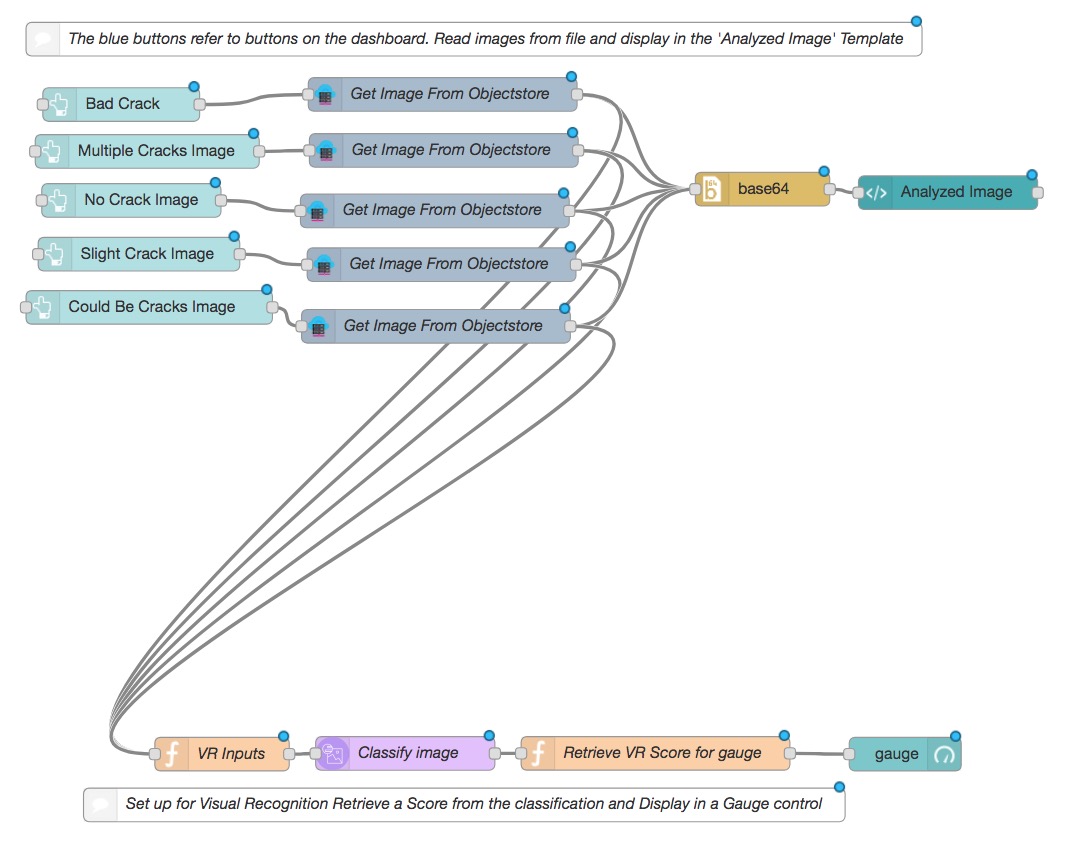 The blue buttons refer to buttons on the dashboard. Read images from file and display in the 'Analyzed Image' Template
Bad Crack
Get Image From Objectstore
Multiple Cracks Image
Get Image From Objectstore
No Crack Image
Get Image From Objectstore
base64
Analyzed Image
Slight Crack Image
Get Image From Objectstore
Could Be Cracks Image
Get Image From Objectstore
VR Inputs
Classify image
Retrieve VR Score for gauge
gauge
Set up for Visual Recognition Retrieve a Score from the classification and Display in a Gauge control